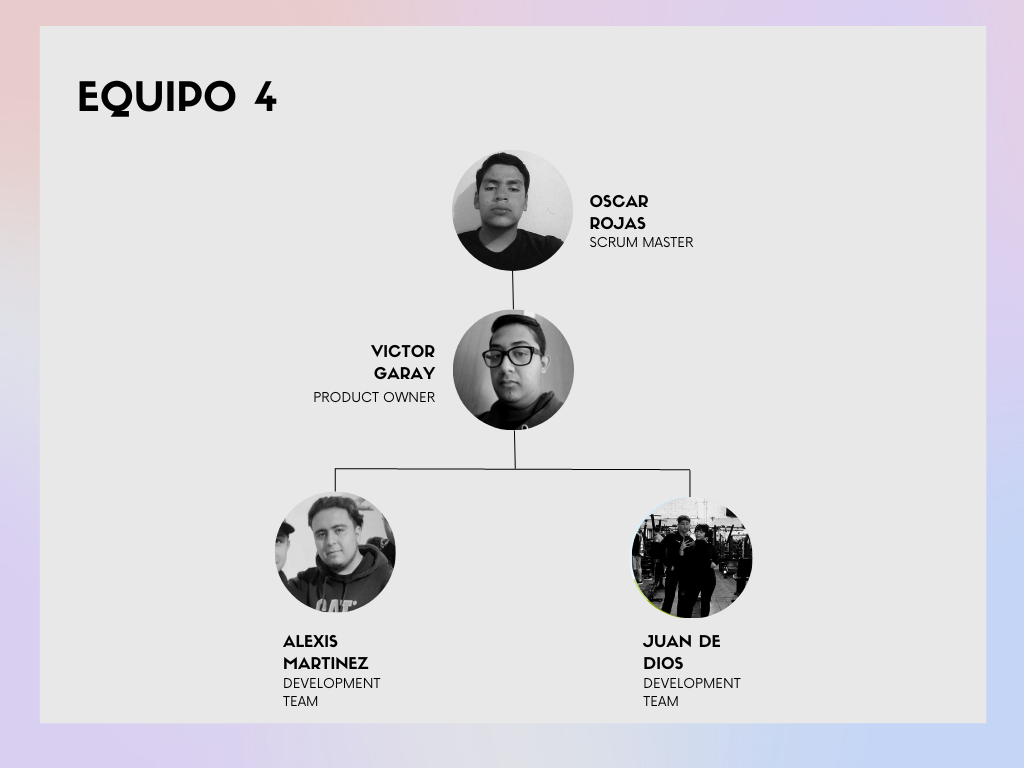 EQUIPO 4
OSCAR
ROJAS
SCRUM MASTER
VICTOR
GARAY
PRODUCT OWNER
CAT
ALEXIS
MARTINEZ
DEVELOPMENT
TEAM
JUAN DE
DIOS
DEVELOPMENT
TEAM